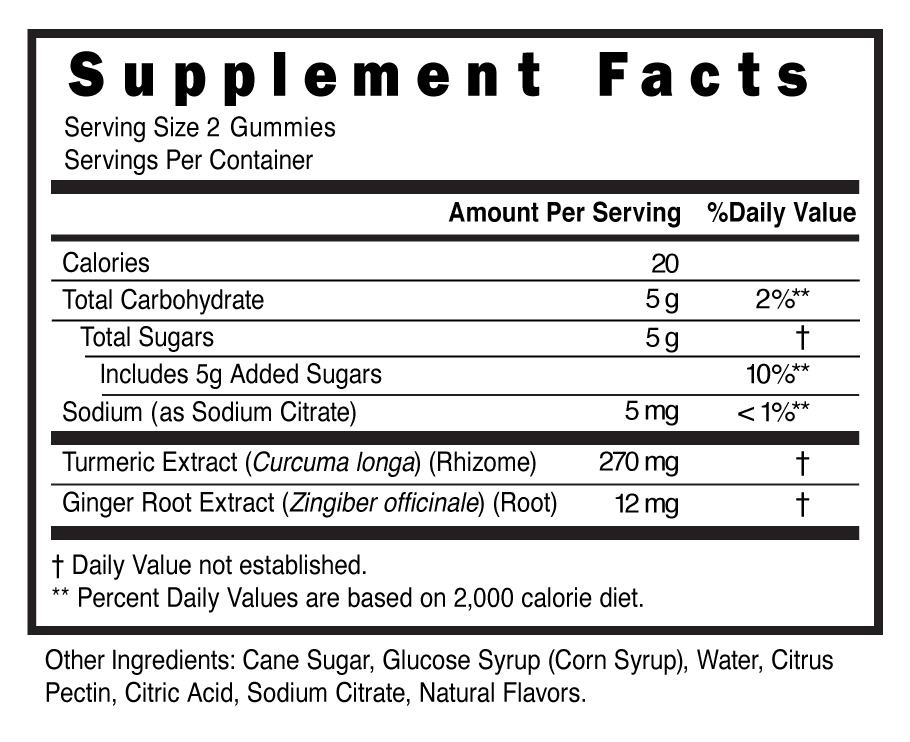 Supplement Facts
Serving Size 2 Gummies
Servings Per Container
Amount Per Serving %Daily Value
Calories 20
Total Carbohydrate 5 g 2%**
Total Sugars 5 g †
Includes 5g Added Sugars 10%**
Sodium (as Sodium Citrate) 5 mg < 1%**
Turmeric Extract (Curcuma longa) (Rhizome) 270 mg †
Ginger Root Extract (Zingiber officinale) (Root) 12 mg †
† Daily Value not established.
** Percent Daily Values are based on 2,000 calorie diet.
Other Ingredients: Cane Sugar, Glucose Syrup (Corn Syrup), Water, Citrus
Pectin, Citric Acid, Sodium Citrate, Natural Flavors.